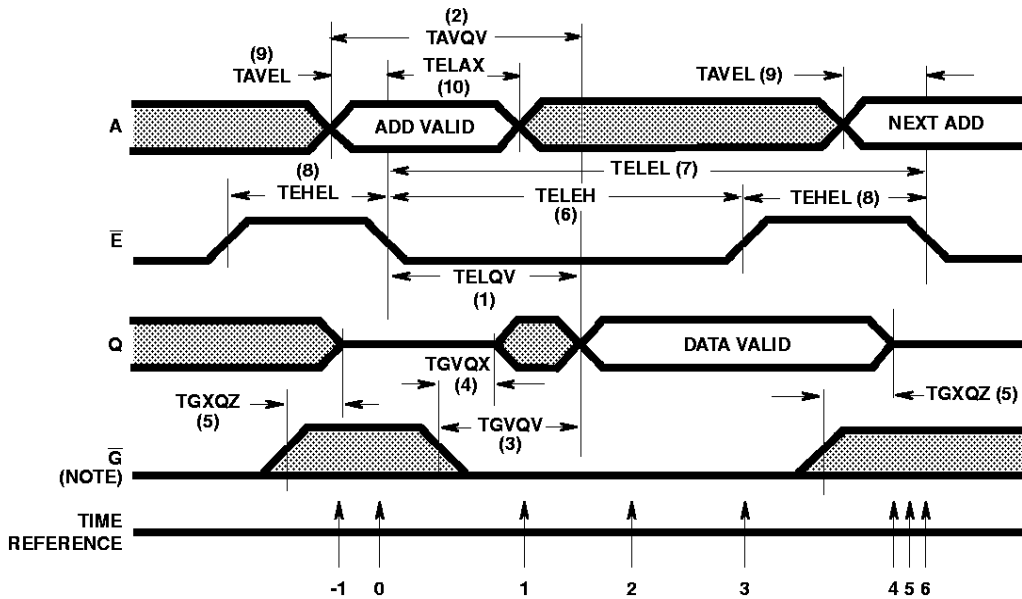 (2)
TAVQV
(9)
TAVEL
TELAX
(10)
TAVEL (9)
A
ADD VALID
NEXT ADD
(8)
TEHEL
TELEL (7)
TELEH
(6)
TEHEL (8)
E
TELQV
(1)
Q
DATA VALID
TGVQX
(4)
TGXQZ
(5)
TGXQZ (5)
TGVQV
(3)
G
(NOTE)
TIME
REFERENCE
-1 0 1 2 3 4 5 6